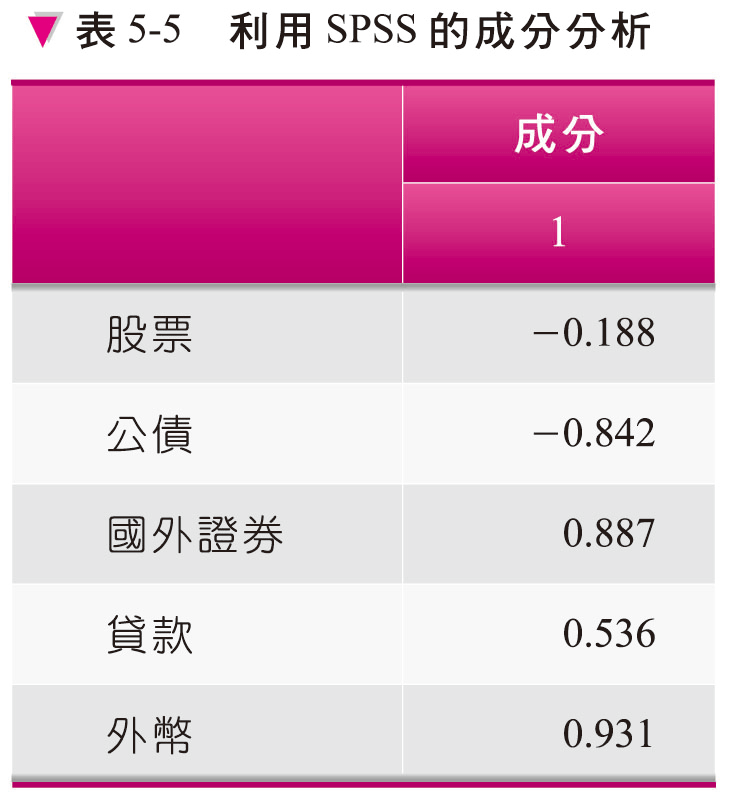 ▼ 表 5-5 利用 SPSS 的成分分析
成分
1
股票 −0.188
公債 −0.842
國外證券 0.887
貸款 0.536
外幣 0.931